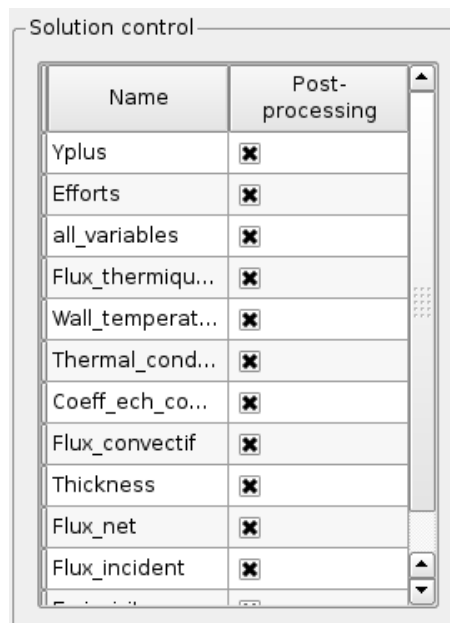 Solution control
Name
Post-
processing
Yplus
Efforts
all_variables
Flux_thermiqu...
Wall_temperat...
Thermal_cond...
Coeff_ech_co...
Flux_convectif
Thickness
Flux_net
Flux_incident